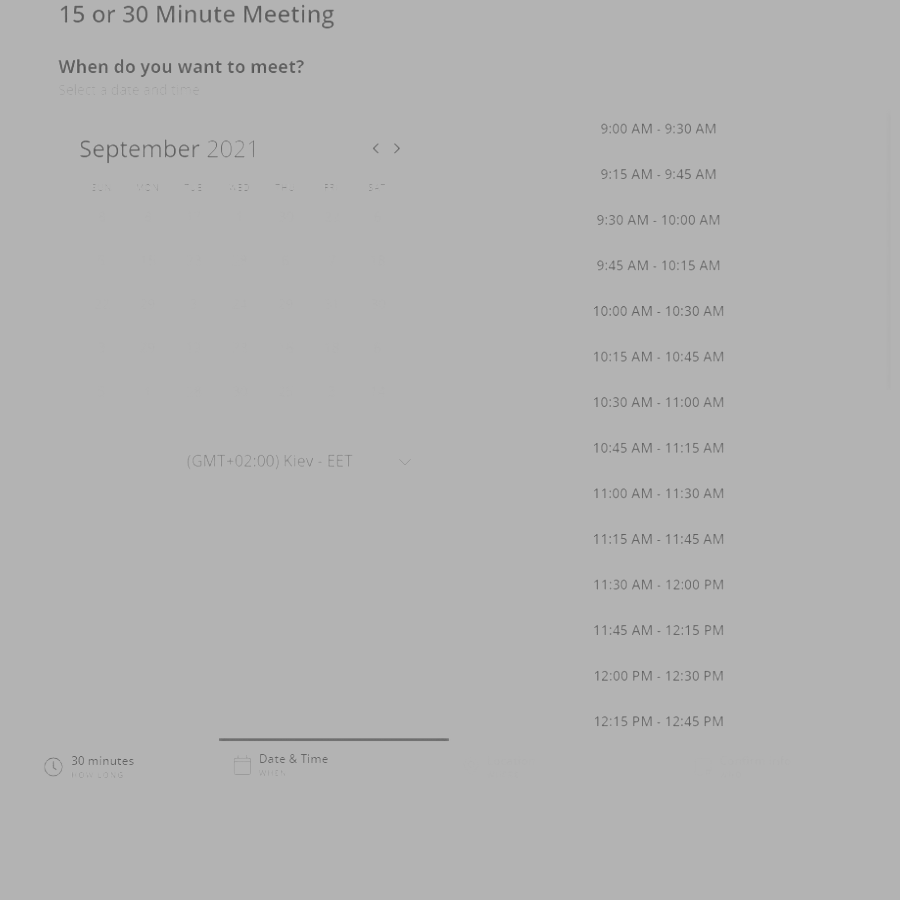 15 or 30 Minute Meeting
When do you want to meet?
Select a date and time
September 2021
SUN MON TUE WED THU FRI SAT
(GMT+02:00) Kiev - EET
9:00 AM - 9:30 AM
9:15 AM - 9:45 AM
9:30 AM - 10:00 AM
9:45 AM - 10:15 AM
10:00 AM - 10:30 AM
10:15 AM - 10:45 AM
10:30 AM - 11:00 AM
10:45 AM - 11:15 AM
11:00 AM - 11:30 AM
11:15 AM - 11:45 AM
11:30 AM - 12:00 PM
11:45 AM - 12:15 PM
12:00 PM - 12:30 PM
12:15 PM - 12:45 PM
30 minutes
HOW LONG
Date & Time
WHEN